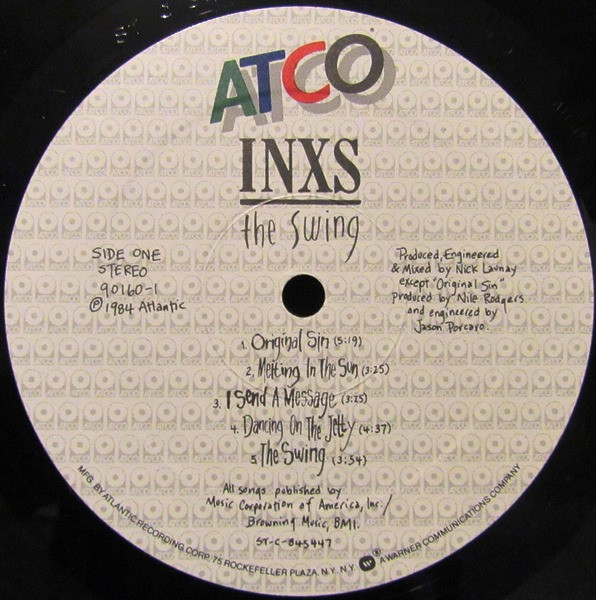 ATCO
INXS
the Swing
SIDE ONE
STEREO
90160-1
℗1984 Atlantic
Produced, Engineered
& Mixed by Nick Launay
except "Original Sin"
produced by Nile Rodgers
and engineered by
Jason Porcaro.
1. Original Sin (5:19)
2. Melting In The Sun (3:25)
3. I Send A Message (3:25)
4. Dancing On The Jetty (4:37)
5. The Swing (3:54)
All songs published by
Music Corporation of America, Inc./
Browning Music, BMI.
ST-C-845447
MFG. BY ATLANTIC RECORDING CORP. 75 ROCKEFELLER PLAZA, N.Y. N.Y. ® A WARNER COMMUNICATIONS COMPANY